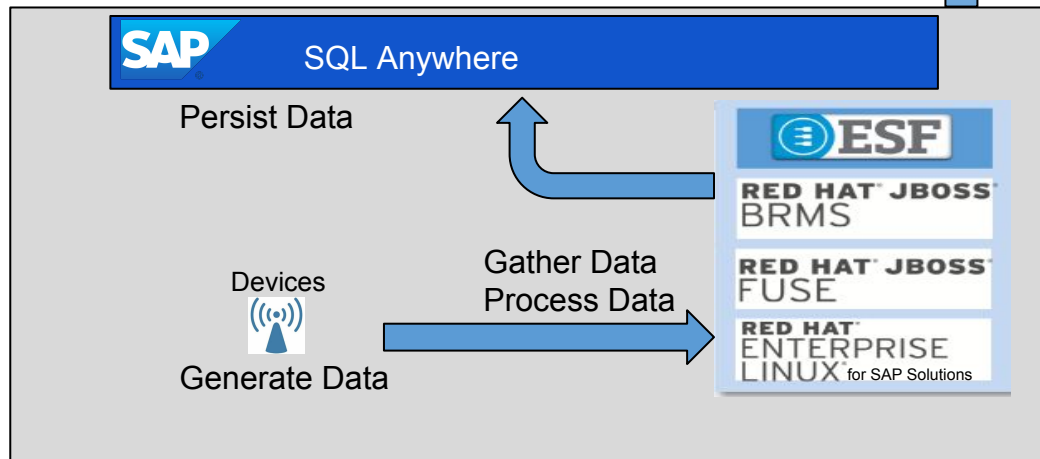 SAP SQL Anywhere
Persist Data
ESF
RED HAT® JBOSS®
BRMS
Gather Data
Process Data
RED HAT® JBOSS®
FUSE
Devices
Generate Data
RED HAT®
ENTERPRISE
LINUX® for SAP Solutions